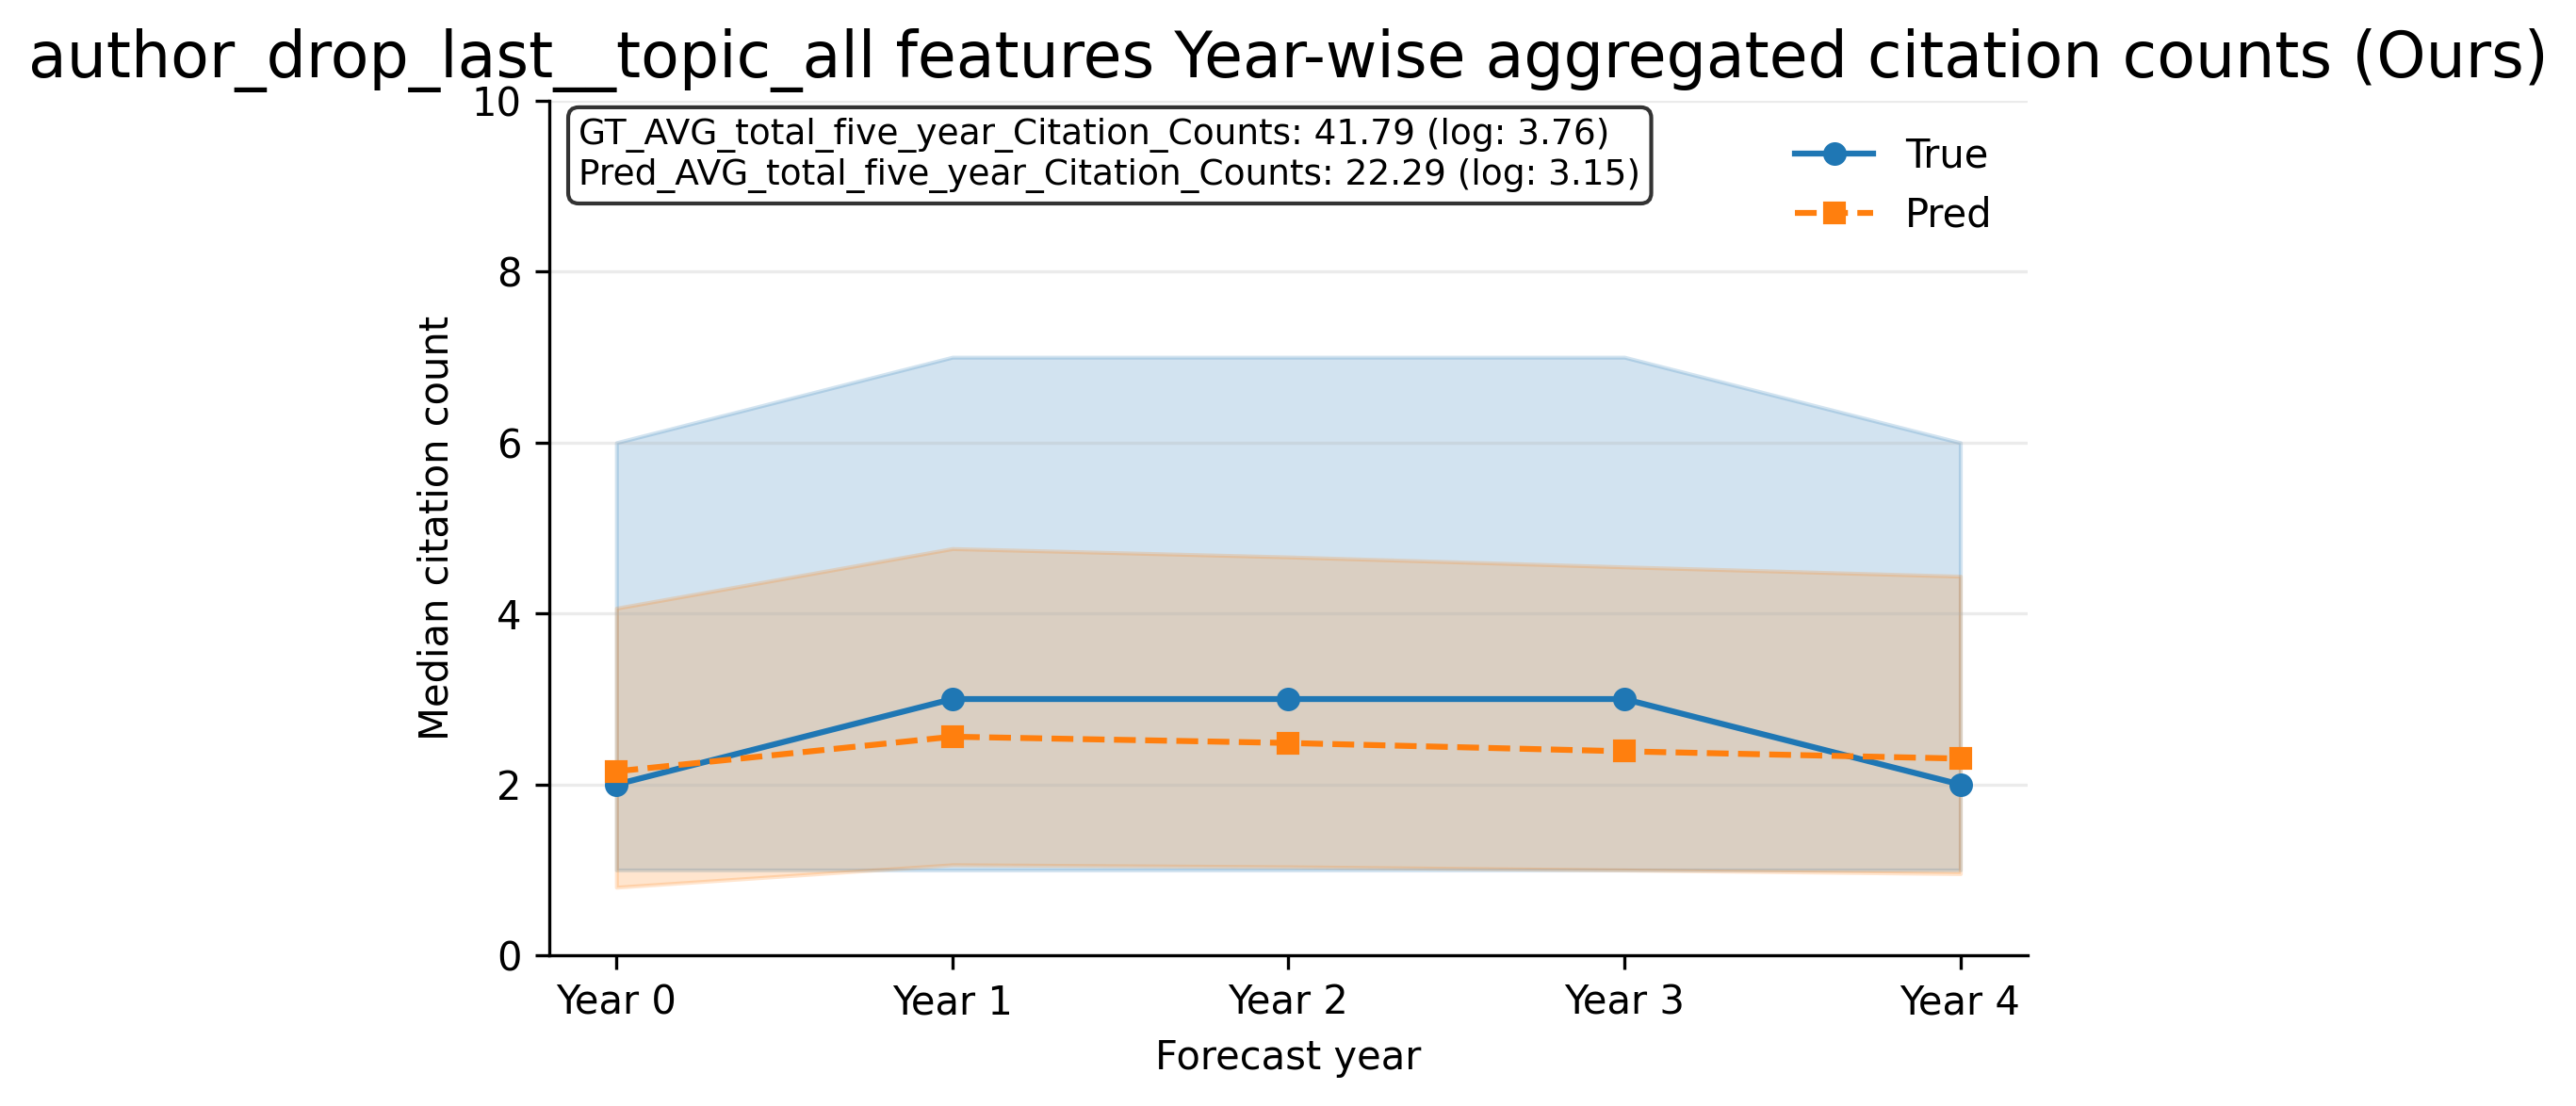 author_drop_last__topic_all features Year-wise aggregated citation counts (Ours)
GT_AVG_total_five_year_Citation_Counts: 41.79 (log: 3.76)
Pred_AVG_total_five_year_Citation_Counts: 22.29 (log: 3.15)
True
Pred
Median citation count
10
8
6
4
2
0
Year 0
Year 1
Year 2
Year 3
Year 4
Forecast year